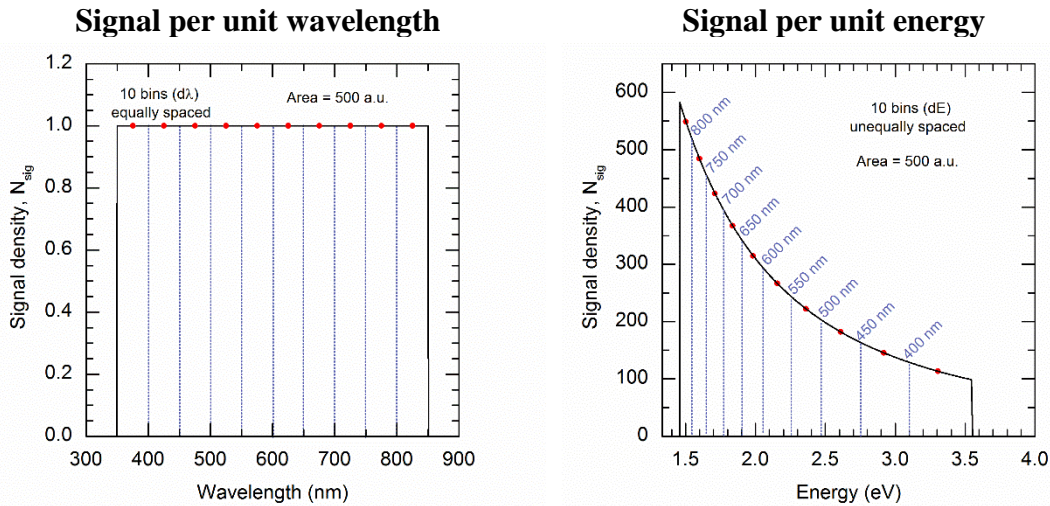 Signal per unit wavelength
Signal density, N_sig
1.2
1.0
0.8
0.6
0.4
0.2
0.0
10 bins (dλ)
equally spaced
Area = 500 a.u.
300 400 500 600 700 800 900
Wavelength (nm)
Signal per unit energy
Signal density, N_sig
600
500
400
300
200
100
0
10 bins (dE)
unequally spaced
Area = 500 a.u.
800 nm
750 nm
700 nm
650 nm
600 nm
550 nm
500 nm
450 nm
400 nm
1.5 2.0 2.5 3.0 3.5 4.0
Energy (eV)